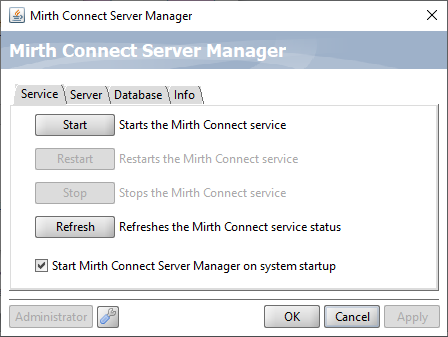 Mirth Connect Server Manager
Mirth Connect Server Manager
Service Server Database Info
Start Starts the Mirth Connect service
Restart Restarts the Mirth Connect service
Stop Stops the Mirth Connect service
Refresh Refreshes the Mirth Connect service status
Start Mirth Connect Server Manager on system startup
Administrator OK Cancel Apply